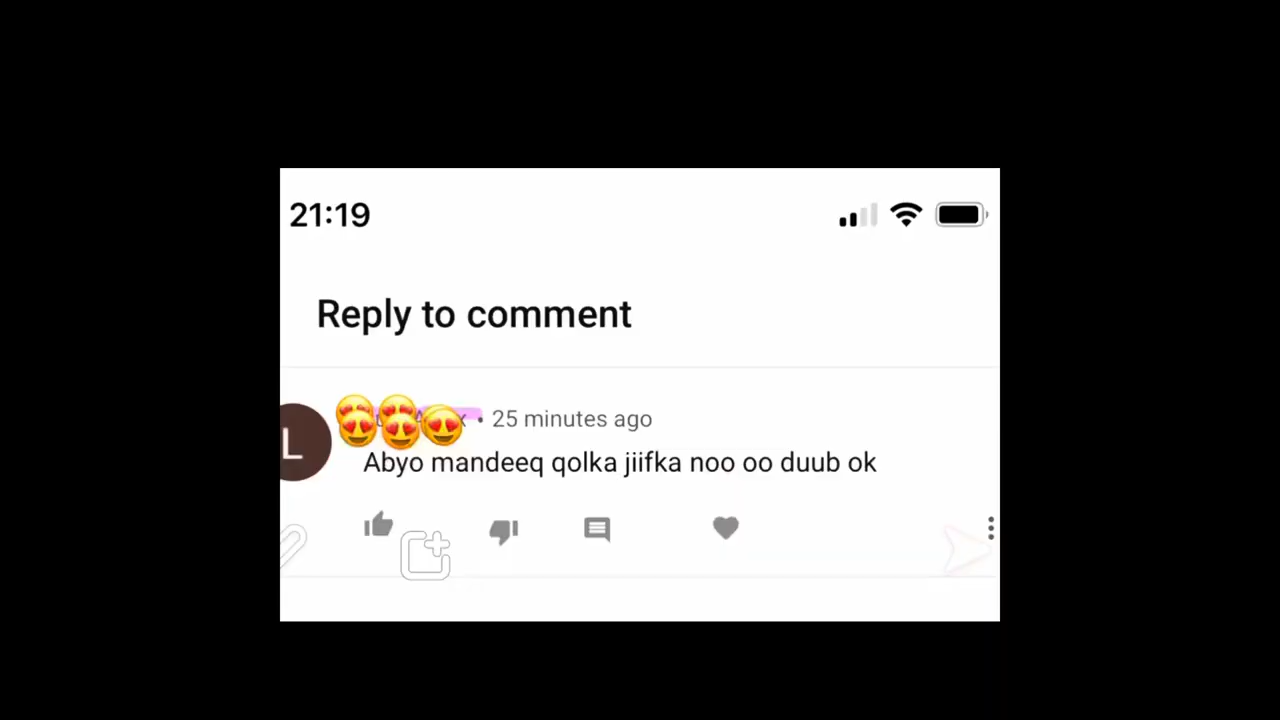 21:19
Reply to comment
L
• 25 minutes ago
Abyo mandeeq qolka jiifka noo oo duub ok